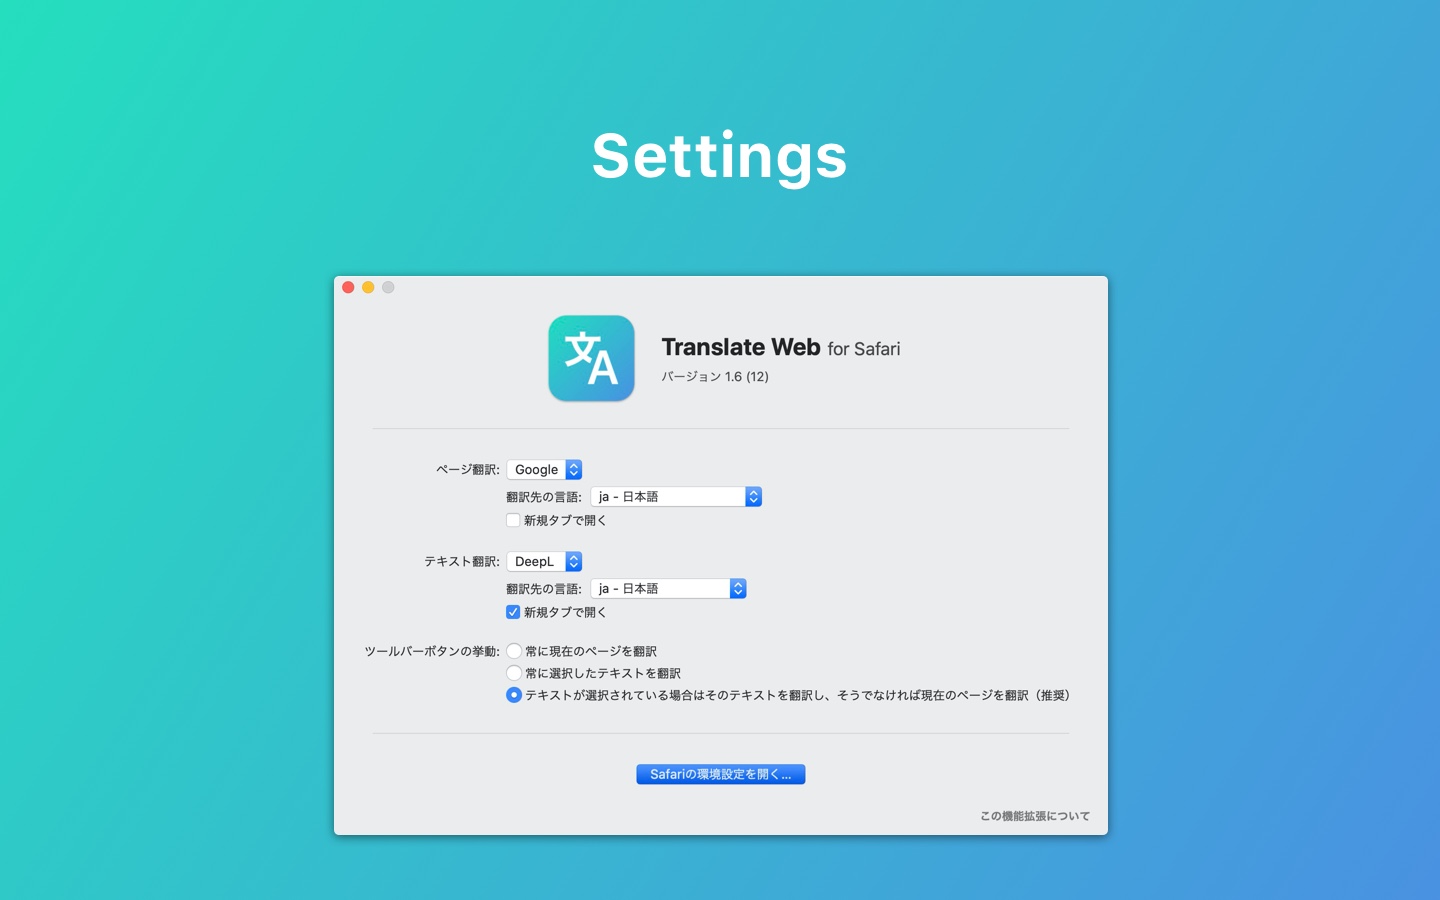 Settings
文A
Translate Web for Safari
バージョン 1.6 (12)
ページ翻訳: Google
翻訳先の言語: ja - 日本語
新規タブで開く
テキスト翻訳: DeepL
翻訳先の言語: ja - 日本語
新規タブで開く
ツールバーボタンの挙動: 常に現在のページを翻訳
常に選択したテキストを翻訳
テキストが選択されている場合はそのテキストを翻訳し、そうでなければ現在のページを翻訳（推奨）
Safariの環境設定を開く...
この機能拡張について